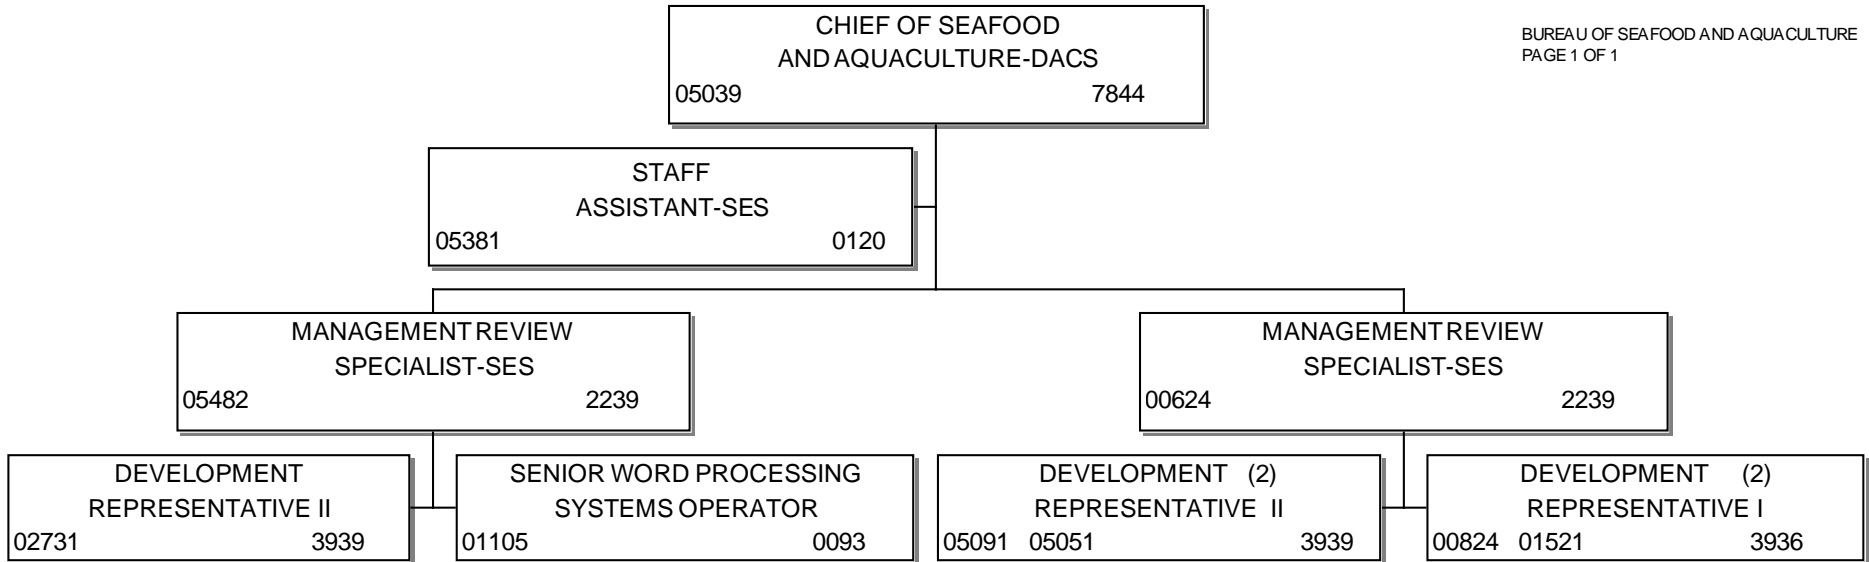 CHIEF OF SEAFOOD
AND AQUACULTURE-DACS
05039 7844
BUREAU OF SEAFOOD AND AQUACULTURE
PAGE 1 OF 1
STAFF
ASSISTANT-SES
05381 0120
MANAGEMENT REVIEW
SPECIALIST-SES
05482 2239
MANAGEMENT REVIEW
SPECIALIST-SES
00624 2239
DEVELOPMENT
REPRESENTATIVE II
02731 3939
SENIOR WORD PROCESSING
SYSTEMS OPERATOR
01105 0093
DEVELOPMENT (2)
REPRESENTATIVE II
05091 05051 3939
DEVELOPMENT (2)
REPRESENTATIVE I
00824 01521 3936